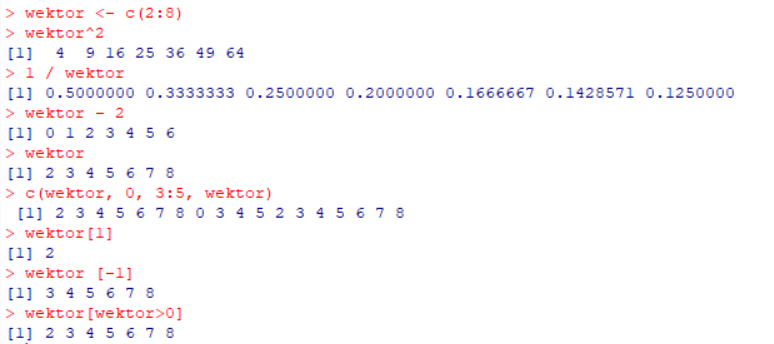 > wektor <- c(2:8)
> wektor^2
[1]  4  9 16 25 36 49 64
> 1 / wektor
[1] 0.5000000 0.3333333 0.2500000 0.2000000 0.1666667 0.1428571 0.1250000
> wektor - 2
[1] 0 1 2 3 4 5 6
> wektor
[1] 2 3 4 5 6 7 8
> c(wektor, 0, 3:5, wektor)
 [1] 2 3 4 5 6 7 8 0 3 4 5 2 3 4 5 6 7 8
> wektor[1]
[1] 2
> wektor [-1]
[1] 3 4 5 6 7 8
> wektor[wektor>0]
[1] 2 3 4 5 6 7 8